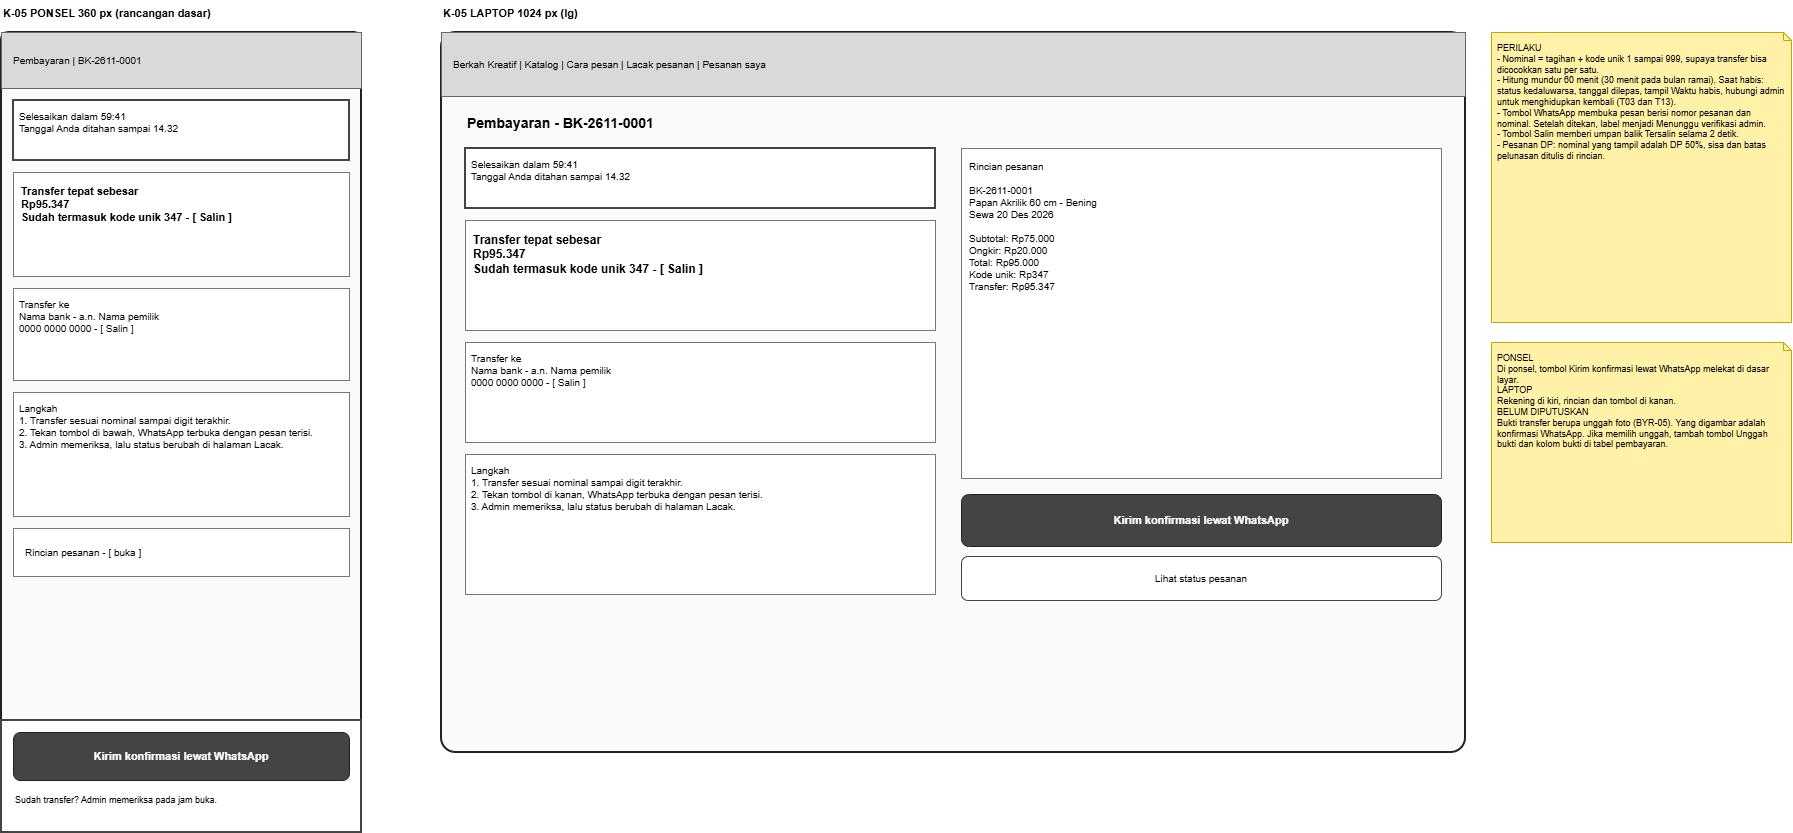 K-05 PONSEL 360 px (rancangan dasar)
Pembayaran | BK-2611-0001
Selesaikan dalam 59:41
Tanggal Anda ditahan sampai 14.32
Transfer tepat sebesar
Rp95.347
Sudah termasuk kode unik 347 - [ Salin ]
Transfer ke
Nama bank - a.n. Nama pemilik
0000 0000 0000 - [ Salin ]
Langkah
1. Transfer sesuai nominal sampai digit terakhir.
2. Tekan tombol di bawah, WhatsApp terbuka dengan pesan terisi.
3. Admin memeriksa, lalu status berubah di halaman Lacak.
Rincian pesanan - [ buka ]
Kirim konfirmasi lewat WhatsApp
Sudah transfer? Admin memeriksa pada jam buka.
K-05 LAPTOP 1024 px (lg)
Berkah Kreatif | Katalog | Cara pesan | Lacak pesanan | Pesanan saya
Pembayaran - BK-2611-0001
Selesaikan dalam 59:41
Tanggal Anda ditahan sampai 14.32
Transfer tepat sebesar
Rp95.347
Sudah termasuk kode unik 347 - [ Salin ]
Transfer ke
Nama bank - a.n. Nama pemilik
0000 0000 0000 - [ Salin ]
Langkah
1. Transfer sesuai nominal sampai digit terakhir.
2. Tekan tombol di kanan, WhatsApp terbuka dengan pesan terisi.
3. Admin memeriksa, lalu status berubah di halaman Lacak.
Rincian pesanan
BK-2611-0001
Papan Akrilik 60 cm - Bening
Sewa 20 Des 2026
Subtotal: Rp75.000
Ongkir: Rp20.000
Total: Rp95.000
Kode unik: Rp347
Transfer: Rp95.347
Kirim konfirmasi lewat WhatsApp
Lihat status pesanan
PERILAKU
- Nominal = tagihan + kode unik 1 sampai 999, supaya transfer bisa
dicocokkan satu per satu.
- Hitung mundur 60 menit (30 menit pada bulan ramai). Saat habis:
status kedaluwarsa, tanggal dilepas, tampil Waktu habis, hubungi admin
untuk menghidupkan kembali (T03 dan T13).
- Tombol WhatsApp membuka pesan berisi nomor pesanan dan
nominal. Setelah ditekan, label menjadi Menunggu verifikasi admin.
- Tombol Salin memberi umpan balik Tersalin selama 2 detik.
- Pesanan DP: nominal yang tampil adalah DP 50%, sisa dan batas
pelunasan ditulis di rincian.
PONSEL
Di ponsel, tombol Kirim konfirmasi lewat WhatsApp melekat di dasar
layar.
LAPTOP
Rekening di kiri, rincian dan tombol di kanan.
BELUM DIPUTUSKAN
Bukti transfer berupa unggah foto (BYR-05). Yang digambar adalah
konfirmasi WhatsApp. Jika memilih unggah, tambah tombol Unggah
bukti dan kolom bukti di tabel pembayaran.